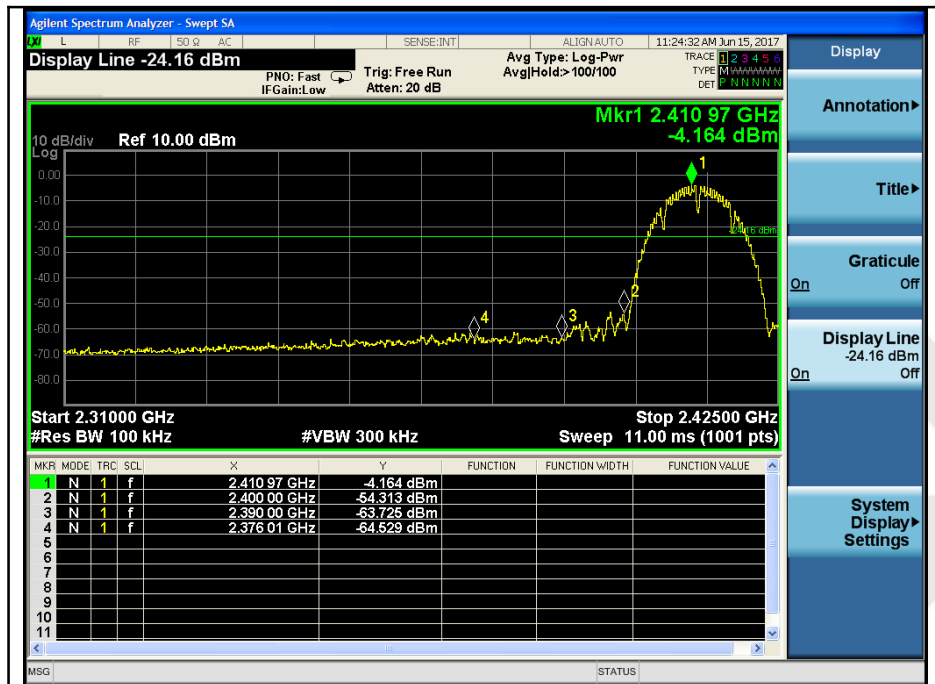 Agilent Spectrum Analyzer - Swept SA
LXI L RF 50 Ω AC SENSE:INT ALIGN AUTO 11:24:32 AM Jun 15, 2017
Display Line -24.16 dBm
PNO: Fast
IFGain:Low
Trig: Free Run
Atten: 20 dB
Avg Type: Log-Pwr
Avg|Hold:>100/100
TRACE 1 2 3 4 5 6
TYPE M WWWWW
DET P N N N N N
Mkr1 2.410 97 GHz
-4.164 dBm
10 dB/div Ref 10.00 dBm
Log
0.00
-10.0
-20.0
-30.0
-40.0
-50.0
-60.0
-70.0
-80.0
1
2
3
4
-24.16 dBm
Start 2.31000 GHz Stop 2.42500 GHz
#Res BW 100 kHz #VBW 300 kHz Sweep 11.00 ms (1001 pts)
MKR MODE TRC SCL X Y FUNCTION FUNCTION WIDTH FUNCTION VALUE
1 N 1 f 2.410 97 GHz -4.164 dBm
2 N 1 f 2.400 00 GHz -54.313 dBm
3 N 1 f 2.390 00 GHz -63.725 dBm
4 N 1 f 2.376 01 GHz -64.529 dBm
5
6
7
8
9
10
11
MSG STATUS
Display
Annotation
Title
Graticule
On Off
Display Line
-24.16 dBm
On Off
System
Display
Settings